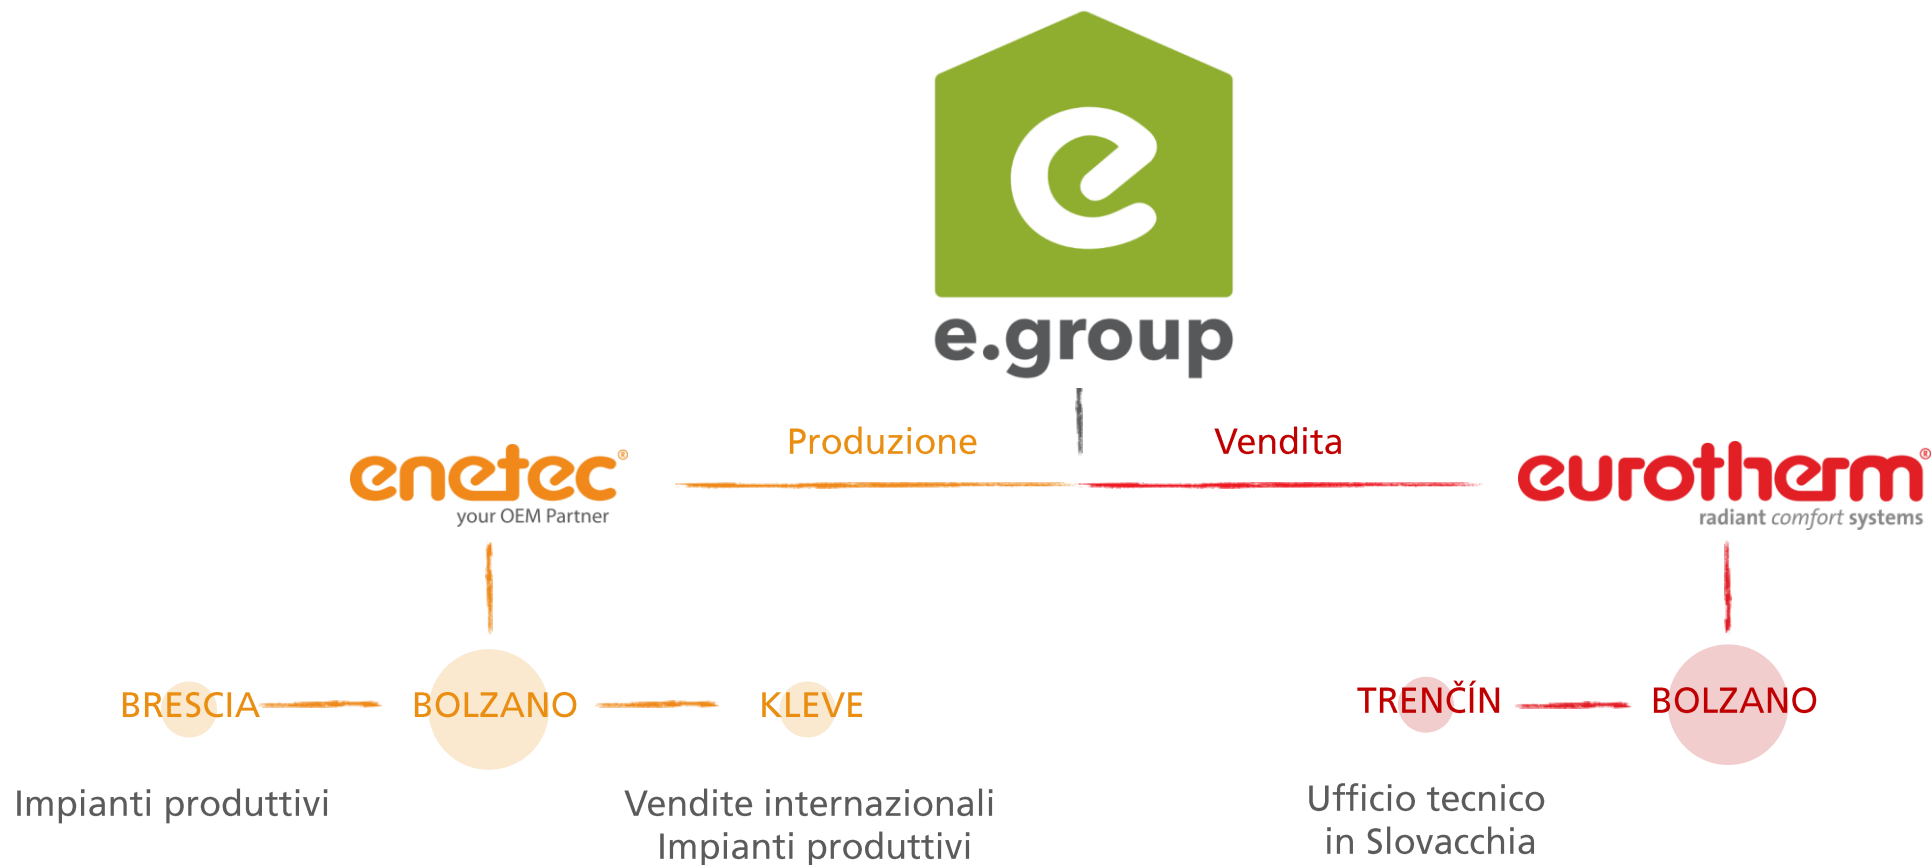 e
e.group
Produzione
Vendita
enetec®
your OEM Partner
eurotherm®
radiant comfort systems
BRESCIA
BOLZANO
KLEVE
TRENČÍN
BOLZANO
Impianti produttivi
Vendite internazionali
Impianti produttivi
Ufficio tecnico
in Slovacchia